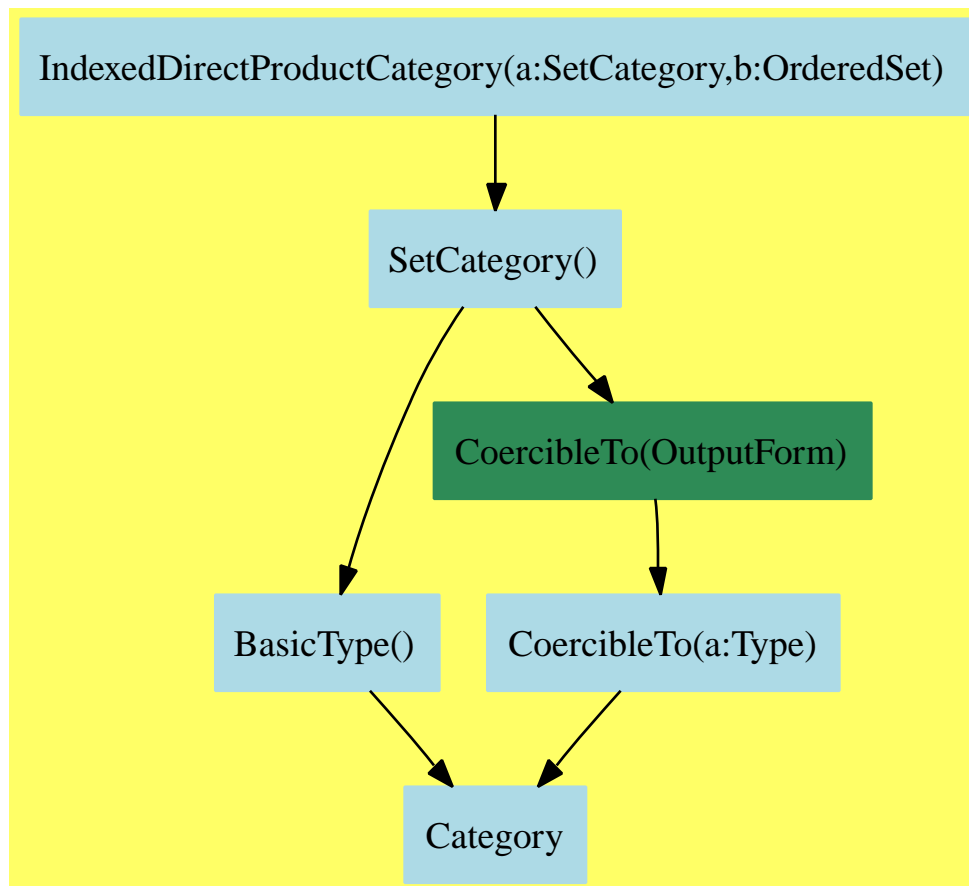 IndexedDirectProductCategory(a:SetCategory,b:OrderedSet)
SetCategory()
CoercibleTo(OutputForm)
BasicType()
CoercibleTo(a:Type)
Category